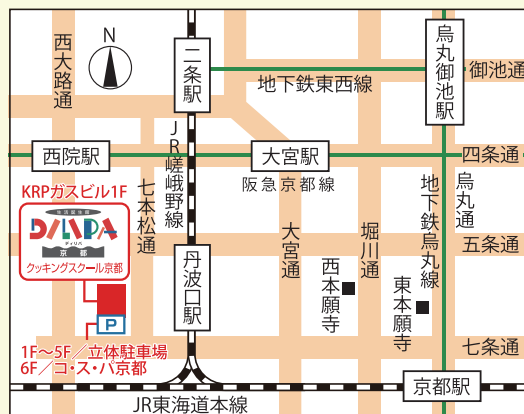 N
西大路通
二条駅
烏丸御池駅
御池通
地下鉄東西線
西院駅
JR嵯峨野線
大宮駅
四条通
阪急京都線
七本松通
地下鉄烏丸線
烏丸通
KRPガスビル1F
DILIPA
ディリパ
京都
クッキングスクール京都
大宮通
堀川通
五条通
丹波口駅
西本願寺
東本願寺
P
1F〜5F／立体駐車場
6F／コ・ス・パ京都
七条通
京都駅
JR東海道本線